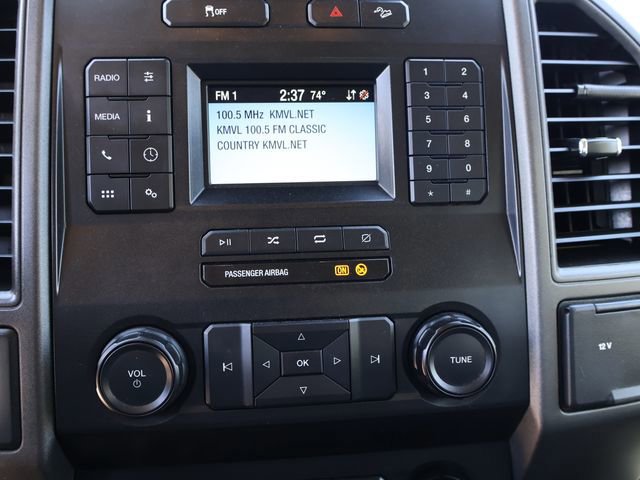 OFF
RADIO
MEDIA
FM 1 2:37 74°
100.5 MHz KMVL.NET
KMVL 100.5 FM CLASSIC
COUNTRY KMVL.NET
1 2
3 4
5 6
7 8
9 0
* #
PASSENGER AIRBAG ON
VOL
OK
TUNE
12 V